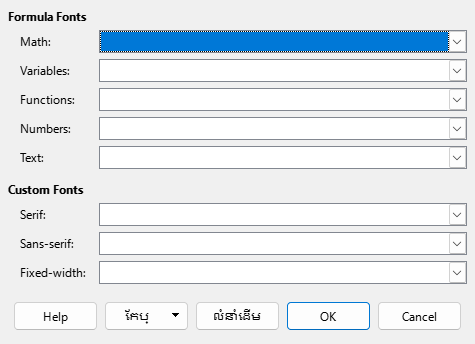 Formula Fonts
Math:
Variables:
Functions:
Numbers:
Text:
Custom Fonts
Serif:
Sans-serif:
Fixed-width:
Help កែប្រែ លំនាំដើម OK Cancel